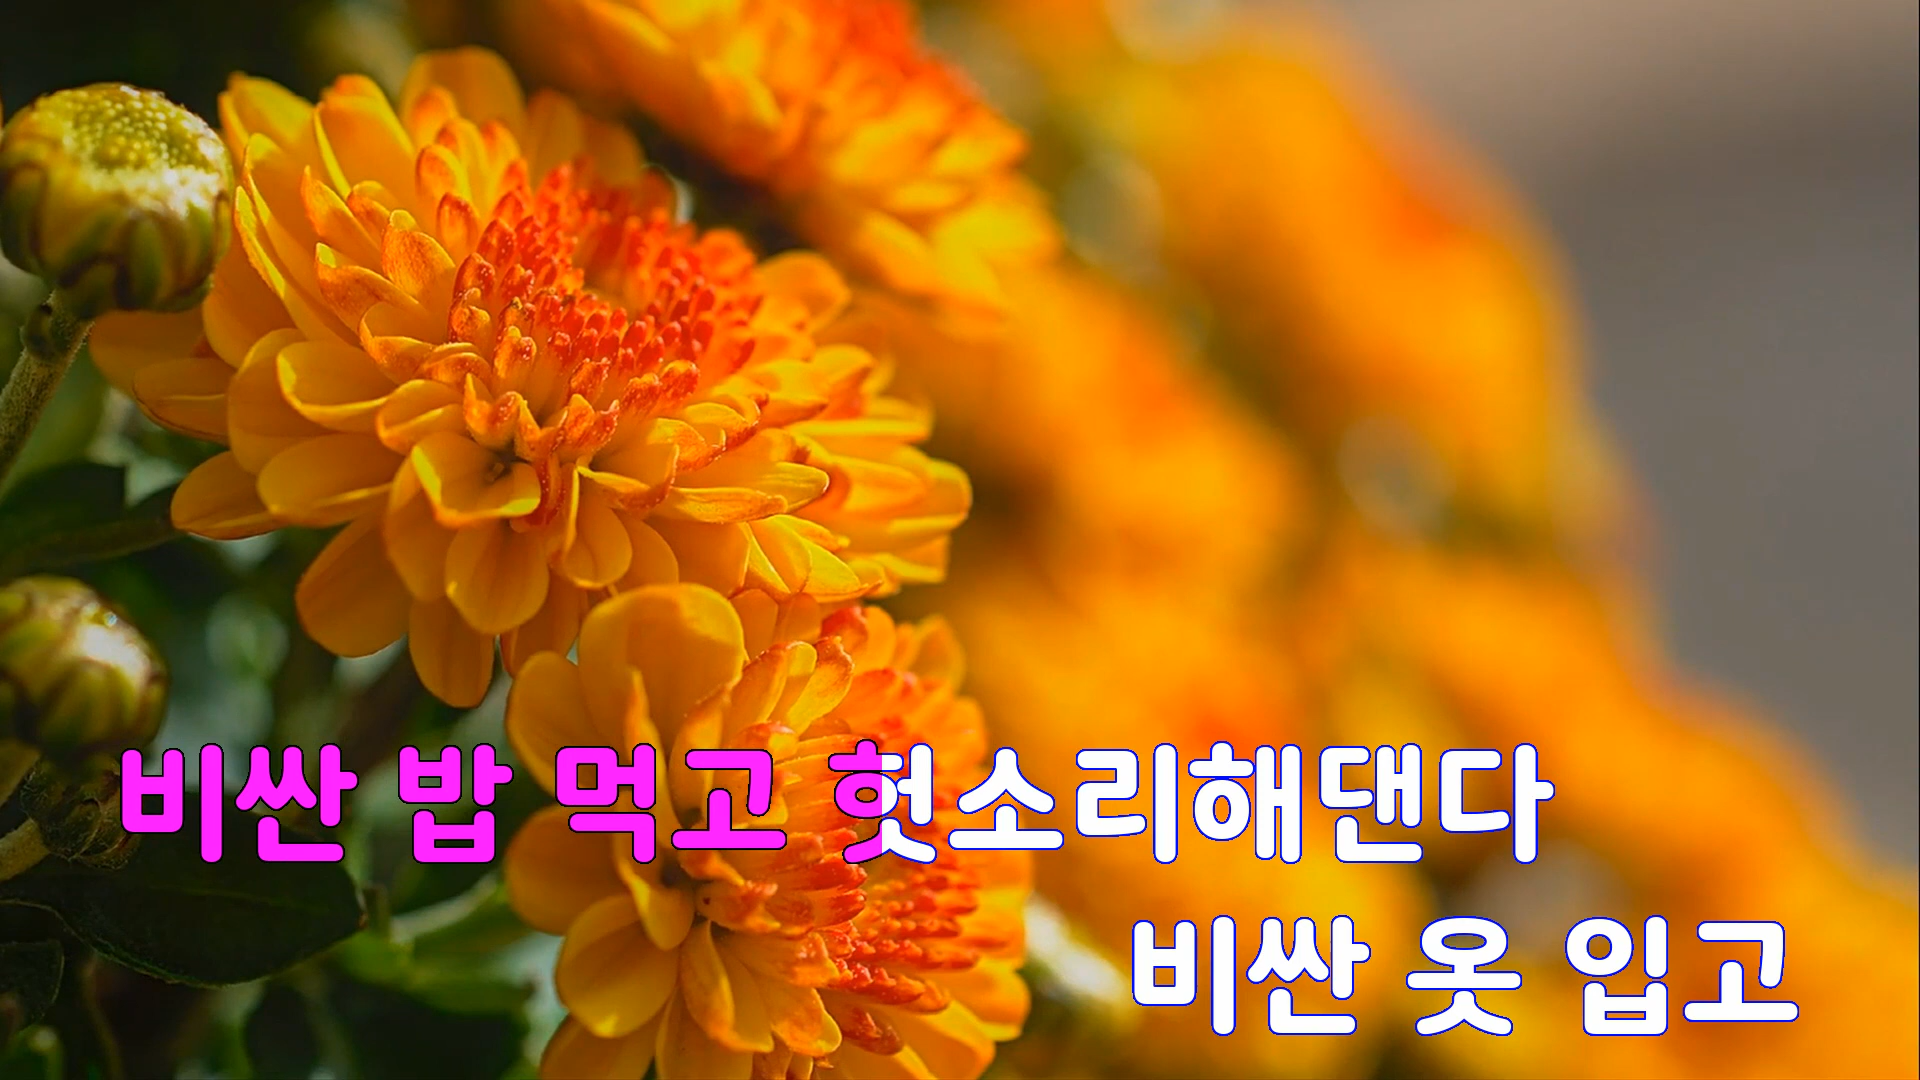 비싼 밥 먹고 헛소리해댄다
비싼 옷 입고